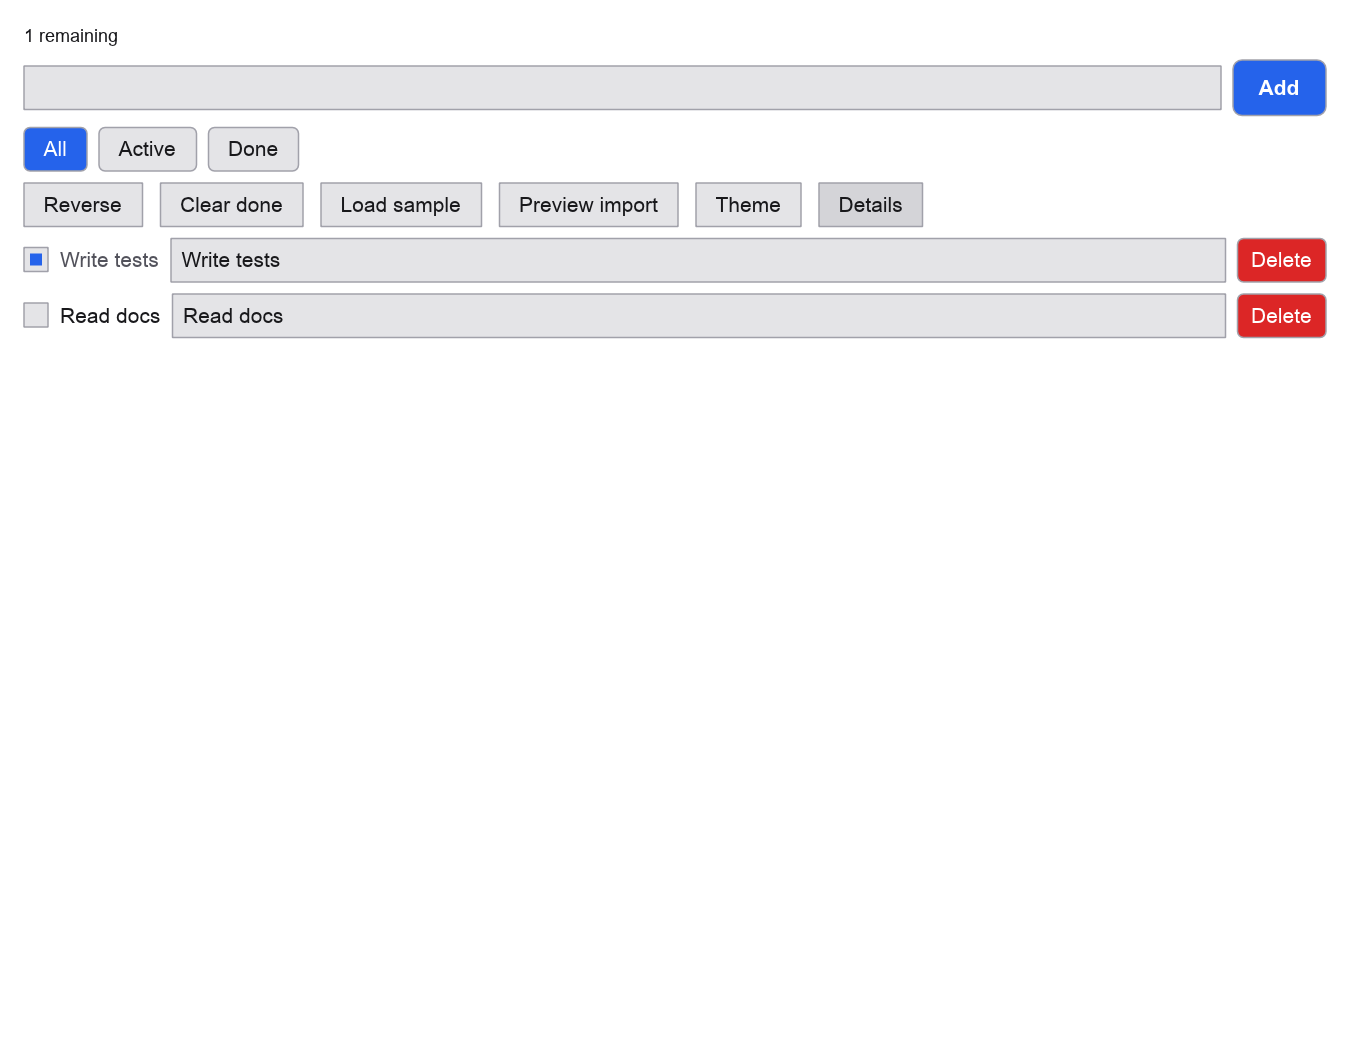 1 remaining
Add
All Active Done
Reverse Clear done Load sample Preview import Theme Details
Write tests Write tests Delete
Read docs Read docs Delete